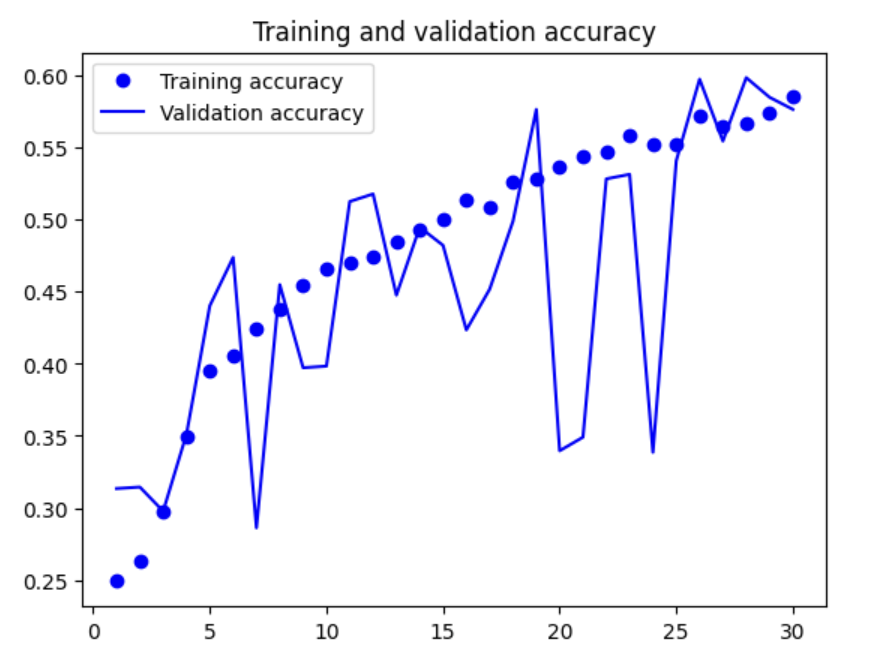 Training and validation accuracy
Training accuracy
Validation accuracy
0.60
0.55
0.50
0.45
0.40
0.35
0.30
0.25
0 5 10 15 20 25 30